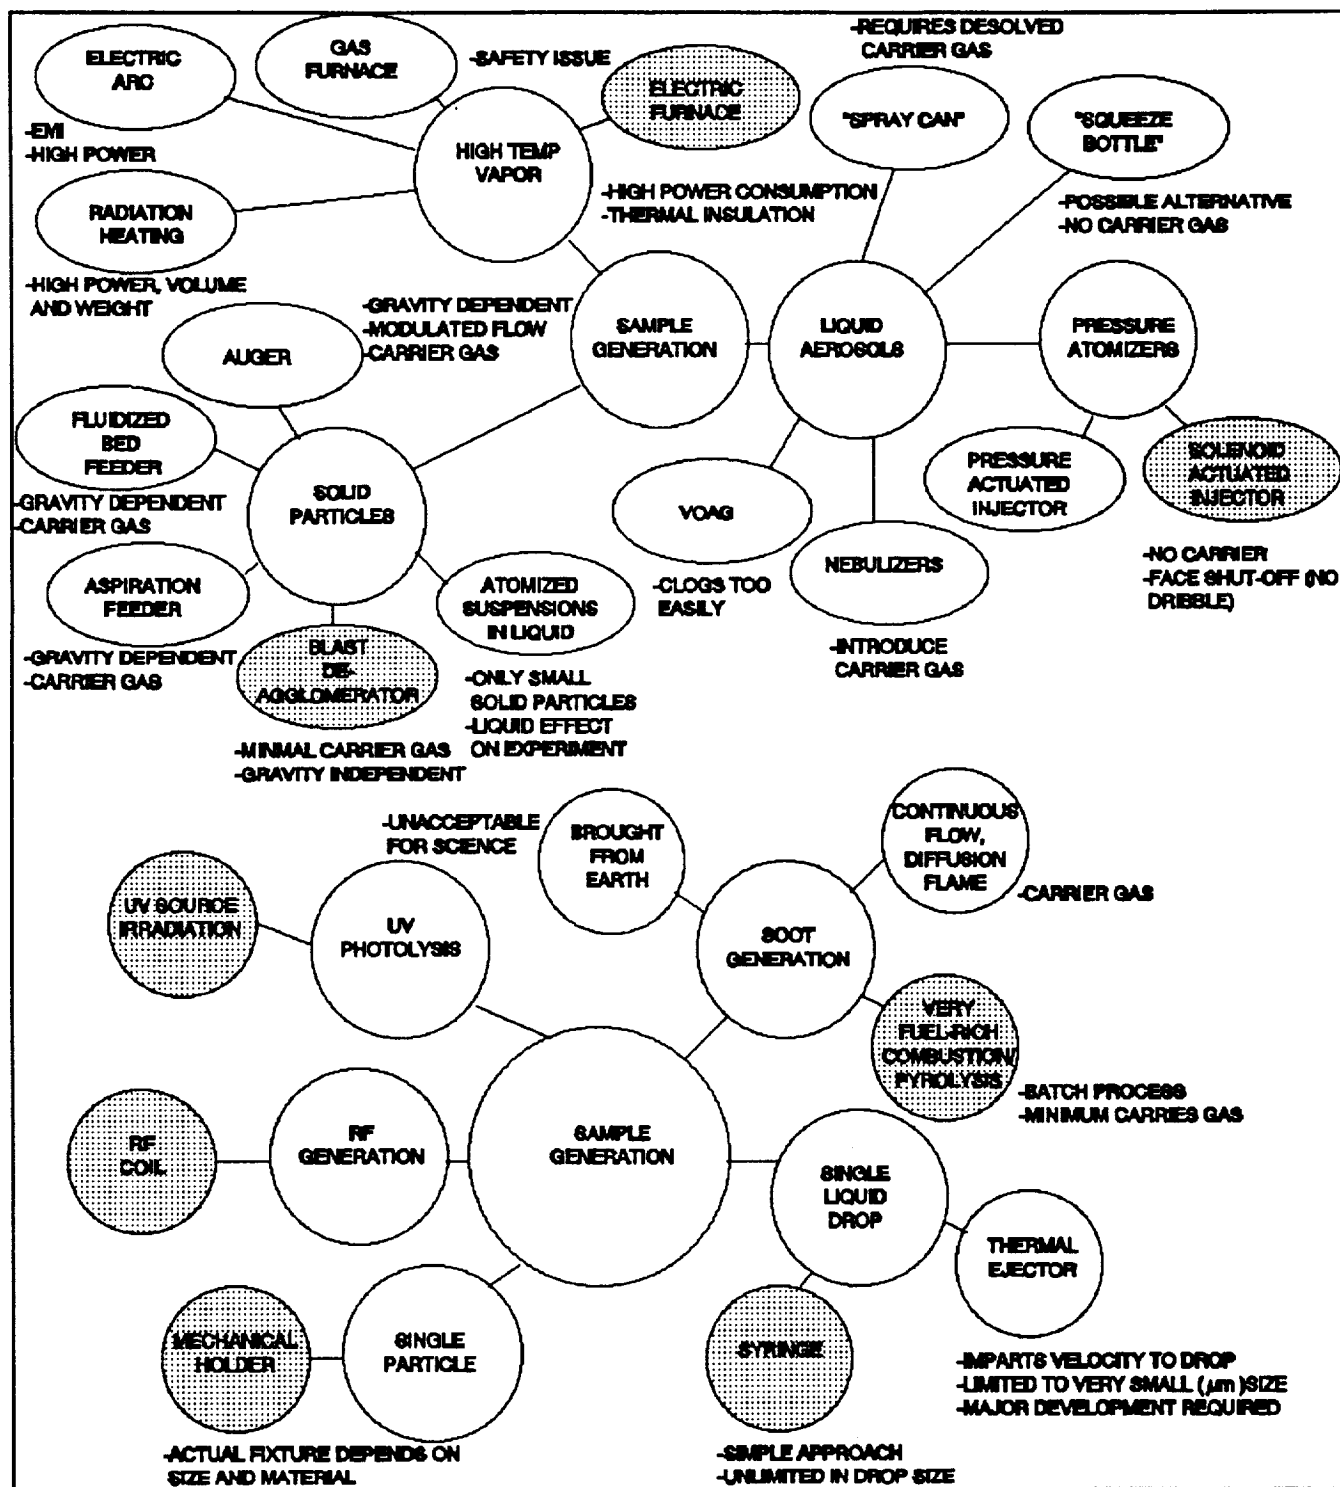 ELECTRIC
ARC
-EMI
-HIGH POWER
GAS
FURNACE
-SAFETY ISSUE
ELECTRIC
FURNACE
-HIGH POWER CONSUMPTION
-THERMAL INSULATION
HIGH TEMP
VAPOR
RADIATION
HEATING
-HIGH POWER, VOLUME
AND WEIGHT
-REQUIRES DESOLVED
CARRIER GAS
"SPRAY CAN"
"SQUEEZE
BOTTLE"
-POSSIBLE ALTERNATIVE
-NO CARRIER GAS
SAMPLE
GENERATION
LIQUID
AEROSOLS
PRESSURE
ATOMIZERS
AUGER
-GRAVITY DEPENDENT
-MODULATED FLOW
-CARRIER GAS
FLUIDIZED
BED
FEEDER
-GRAVITY DEPENDENT
-CARRIER GAS
SOLID
PARTICLES
ASPIRATION
FEEDER
-GRAVITY DEPENDENT
-CARRIER GAS
BLAST
DE-
AGGLOMERATOR
-MINMAL CARRIER GAS
-GRAVITY INDEPENDENT
ATOMIZED
SUSPENSIONS
IN LIQUID
-ONLY SMALL
SOLID PARTICLES
-LIQUID EFFECT
ON EXPERIMENT
VOAG
-CLOGS TOO
EASILY
NEBULIZERS
-INTRODUCE
CARRIER GAS
PRESSURE
ACTUATED
INJECTOR
SOLENOID
ACTUATED
INJECTOR
-NO CARRIER
-FACE SHUT-OFF (NO
DRIBBLE)
-UNACCEPTABLE
FOR SCIENCE
BROUGHT
FROM
EARTH
CONTINUOUS
FLOW,
DIFFUSION
FLAME
-CARRIER GAS
UV SOURCE
IRRADIATION
UV
PHOTOLYSIS
SOOT
GENERATION
VERY
FUEL-RICH
COMBUSTION/
PYROLYSIS
-BATCH PROCESS
-MINIMUM CARRIES GAS
RF
COIL
RF
GENERATION
SAMPLE
GENERATION
SINGLE
LIQUID
DROP
THERMAL
EJECTOR
-IMPARTS VELOCITY TO DROP
-LIMITED TO VERY SMALL (µm )SIZE
-MAJOR DEVELOPMENT REQUIRED
MECHANICAL
HOLDER
-ACTUAL FIXTURE DEPENDS ON
SIZE AND MATERIAL
SINGLE
PARTICLE
SYRINGE
-SIMPLE APPROACH
-UNLIMITED IN DROP SIZE